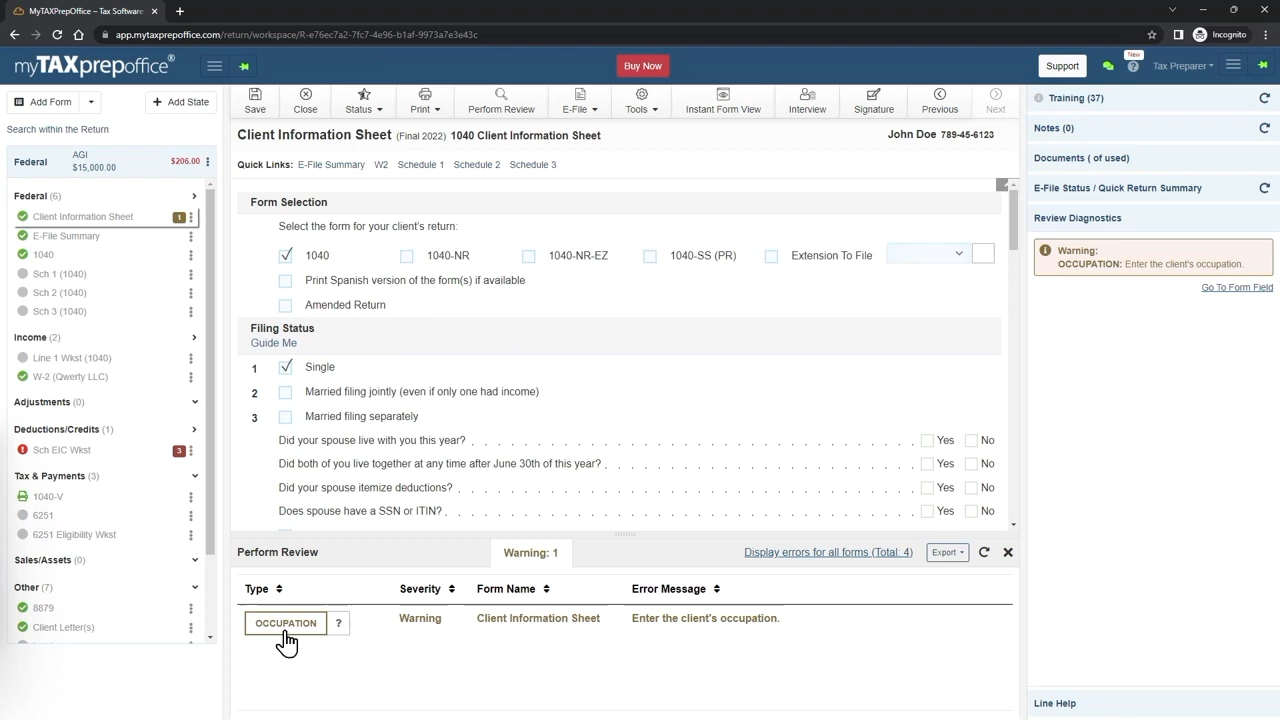 MyTAXPrepOffice – Tax Software
app.mytaxprepoffice.com/return/workspace/R-e76ec7a2-7fc7-4e96-b1af-9973a7e3e43c
Incognito
myTAXprepoffice®
Buy Now
Support
New
Tax Preparer
Add Form
Add State
Save
Close
Status
Print
Perform Review
E-File
Tools
Instant Form View
Interview
Signature
Previous
Next
Search within the Return
Federal
AGI
$15,000.00
$206.00
Federal (6)
Client Information Sheet 1
E-File Summary
1040
Sch 1 (1040)
Sch 2 (1040)
Sch 3 (1040)
Income (2)
Line 1 Wkst (1040)
W-2 (Qwerty LLC)
Adjustments (0)
Deductions/Credits (1)
Sch EIC Wkst 3
Tax & Payments (3)
1040-V
6251
6251 Eligibility Wkst
Sales/Assets (0)
Other (7)
8879
Client Letter(s)
Client Information Sheet (Final 2022) 1040 Client Information Sheet
John Doe 789-45-6123
Quick Links: E-File Summary W2 Schedule 1 Schedule 2 Schedule 3
Form Selection
Select the form for your client's return:
1040 1040-NR 1040-NR-EZ 1040-SS (PR) Extension To File
Print Spanish version of the form(s) if available
Amended Return
Filing Status
Guide Me
1 Single
2 Married filing jointly (even if only one had income)
3 Married filing separately
Did your spouse live with you this year? Yes No
Did both of you live together at any time after June 30th of this year? Yes No
Did your spouse itemize deductions? Yes No
Does spouse have a SSN or ITIN? Yes No
Perform Review
Warning: 1
Display errors for all forms (Total: 4)
Export
Type Severity Form Name Error Message
OCCUPATION ? Warning Client Information Sheet Enter the client's occupation.
Training (37)
Notes (0)
Documents ( of used)
E-File Status / Quick Return Summary
Review Diagnostics
Warning:
OCCUPATION: Enter the client's occupation.
Go To Form Field
Line Help